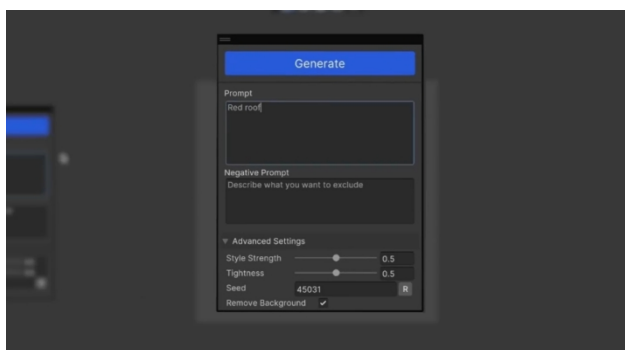 Generate
Prompt
Red roof
Negative Prompt
Describe what you want to exclude
Advanced Settings
Style Strength 0.5
Tightness 0.5
Seed 45031 R
Remove Background